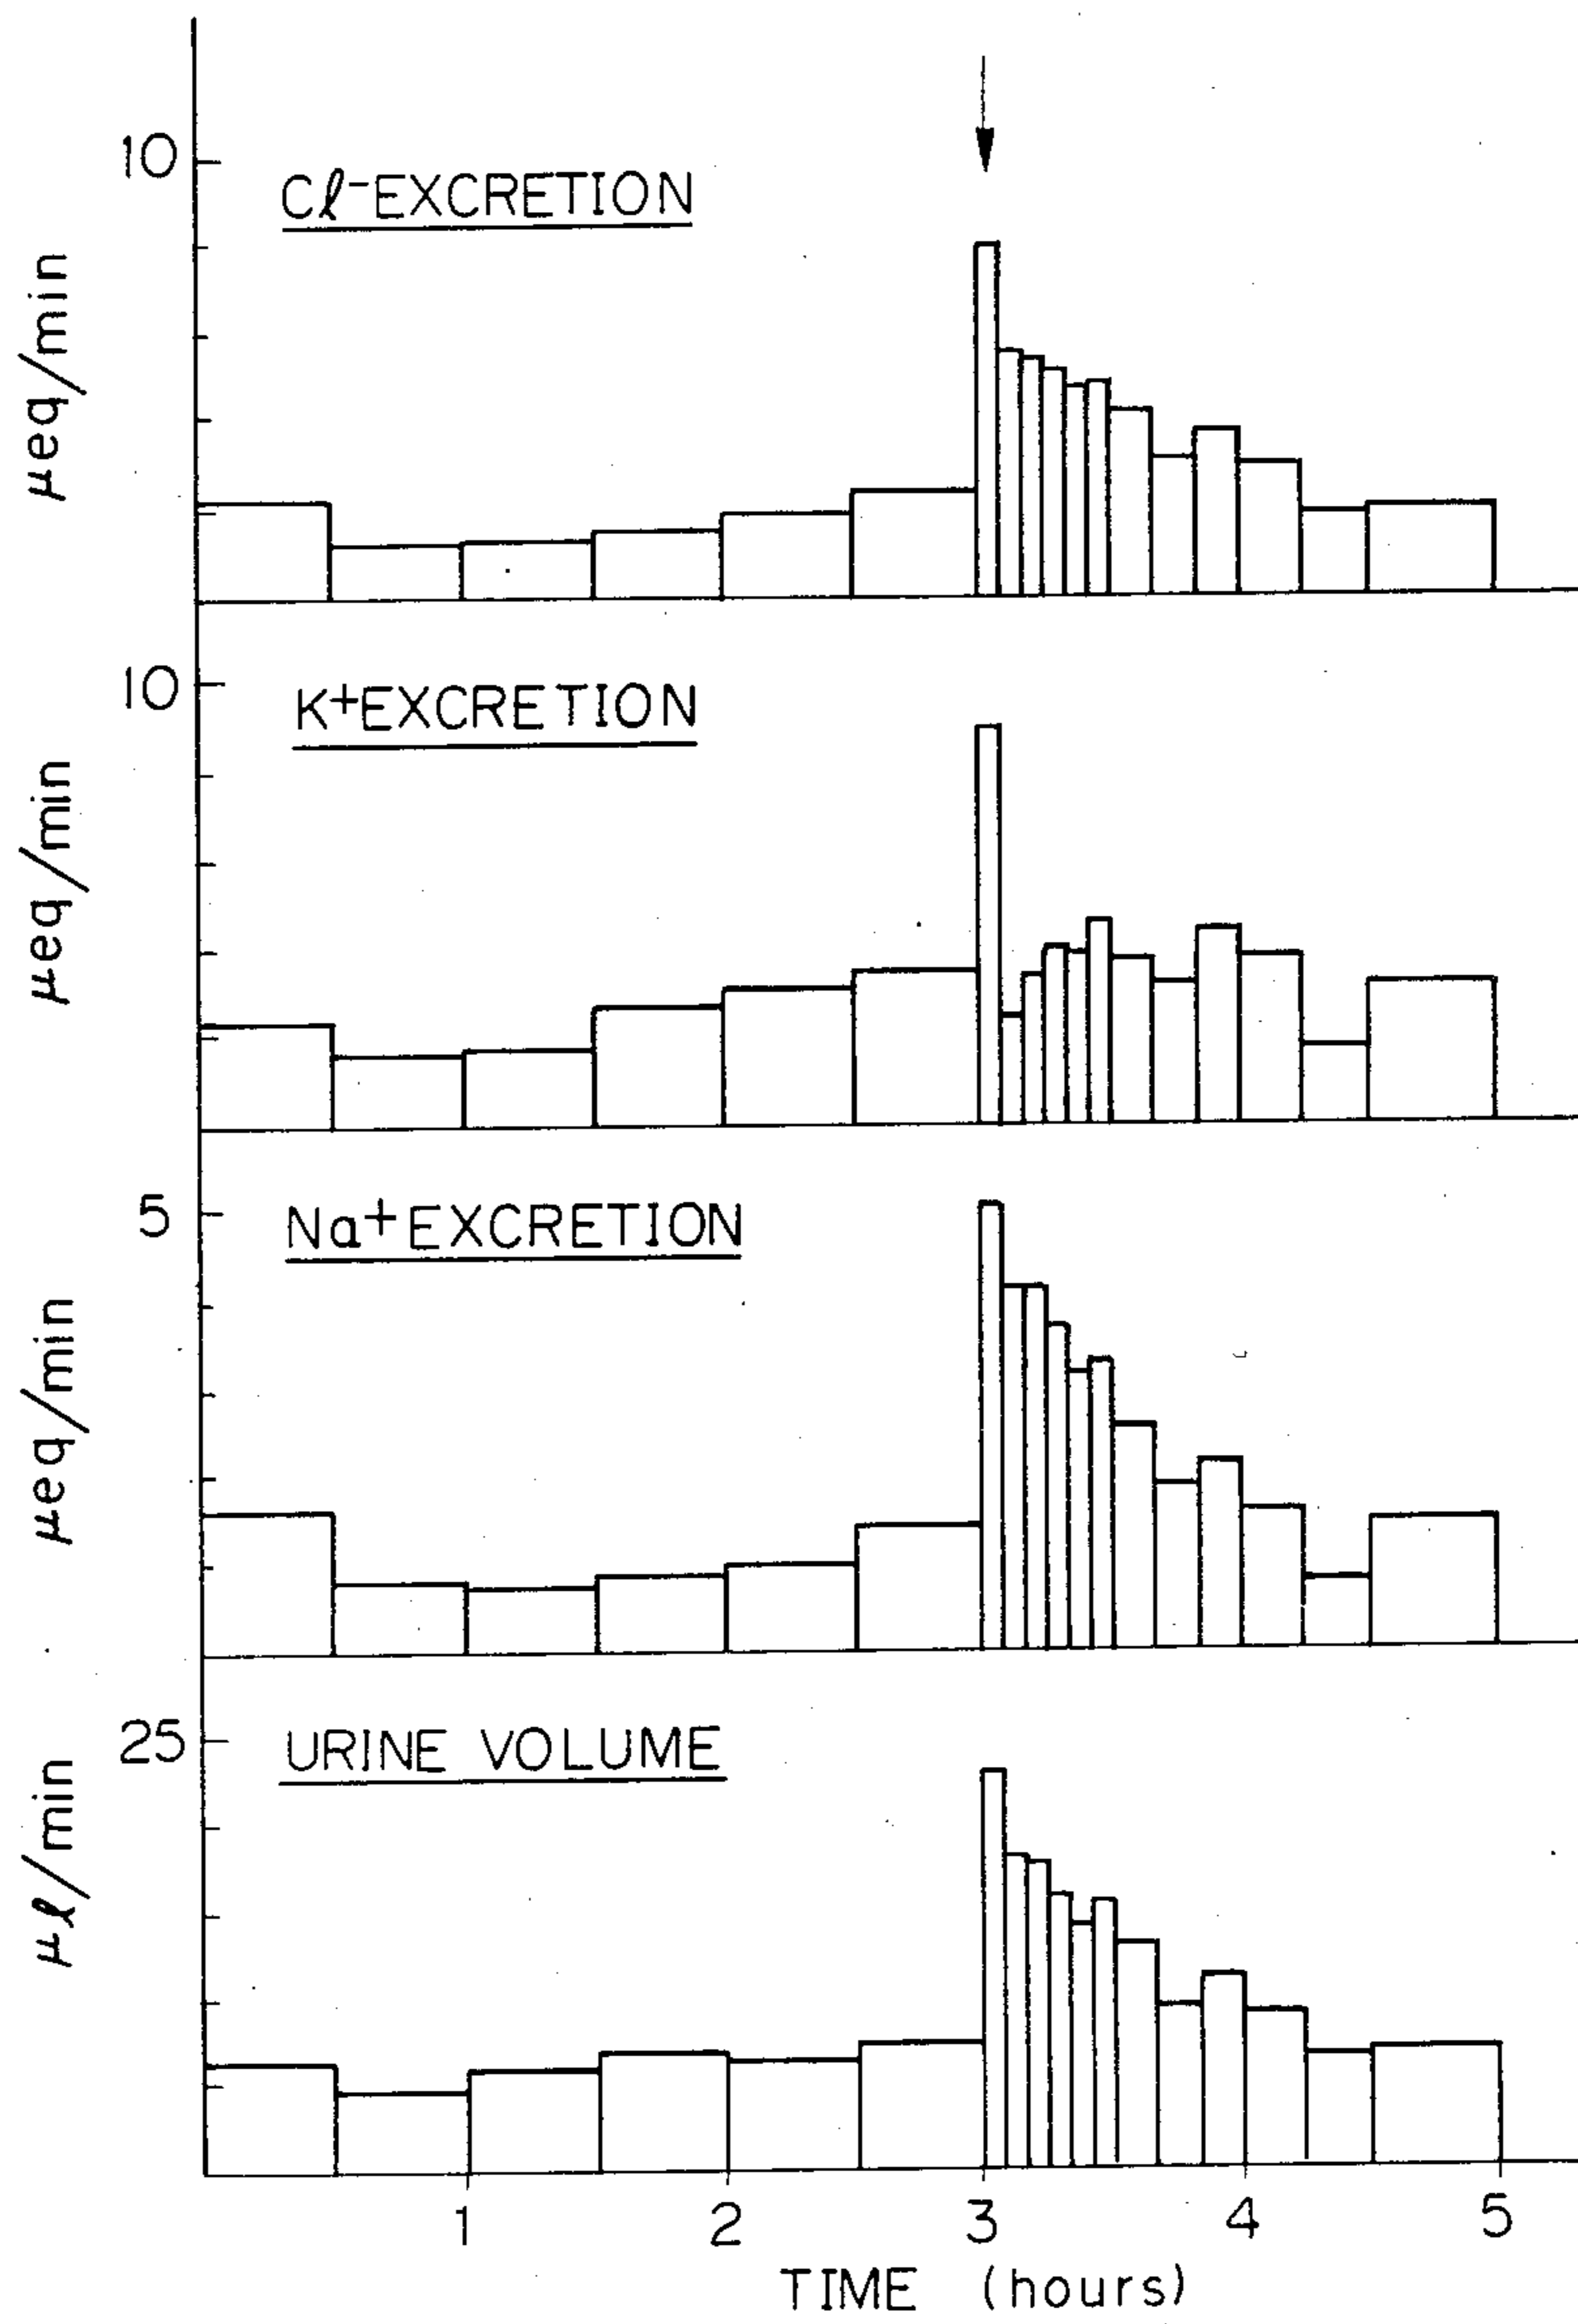 10
Cl-EXCRETION
μeq/min
10
K+EXCRETION
μeq/min
5
Na+EXCRETION
μeq/min
25
URINE VOLUME
μl/min
1 2 3 4 5
TIME (hours)